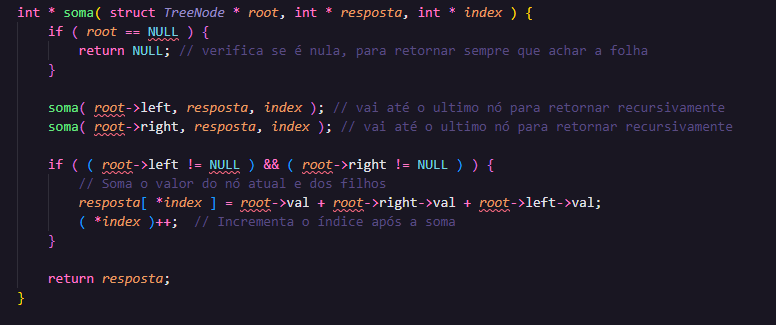 int * soma( struct TreeNode * root, int * resposta, int * index ) {
if ( root == NULL ) {
return NULL; // verifica se é nula, para retornar sempre que achar a folha
}
soma( root->left, resposta, index ); // vai até o ultimo nó para retornar recursivamente
soma( root->right, resposta, index ); // vai até o ultimo nó para retornar recursivamente
if ( ( root->left != NULL ) && ( root->right != NULL ) ) {
// Soma o valor do nó atual e dos filhos
resposta[ *index ] = root->val + root->right->val + root->left->val;
( *index )++; // Incrementa o índice após a soma
}
return resposta;
}